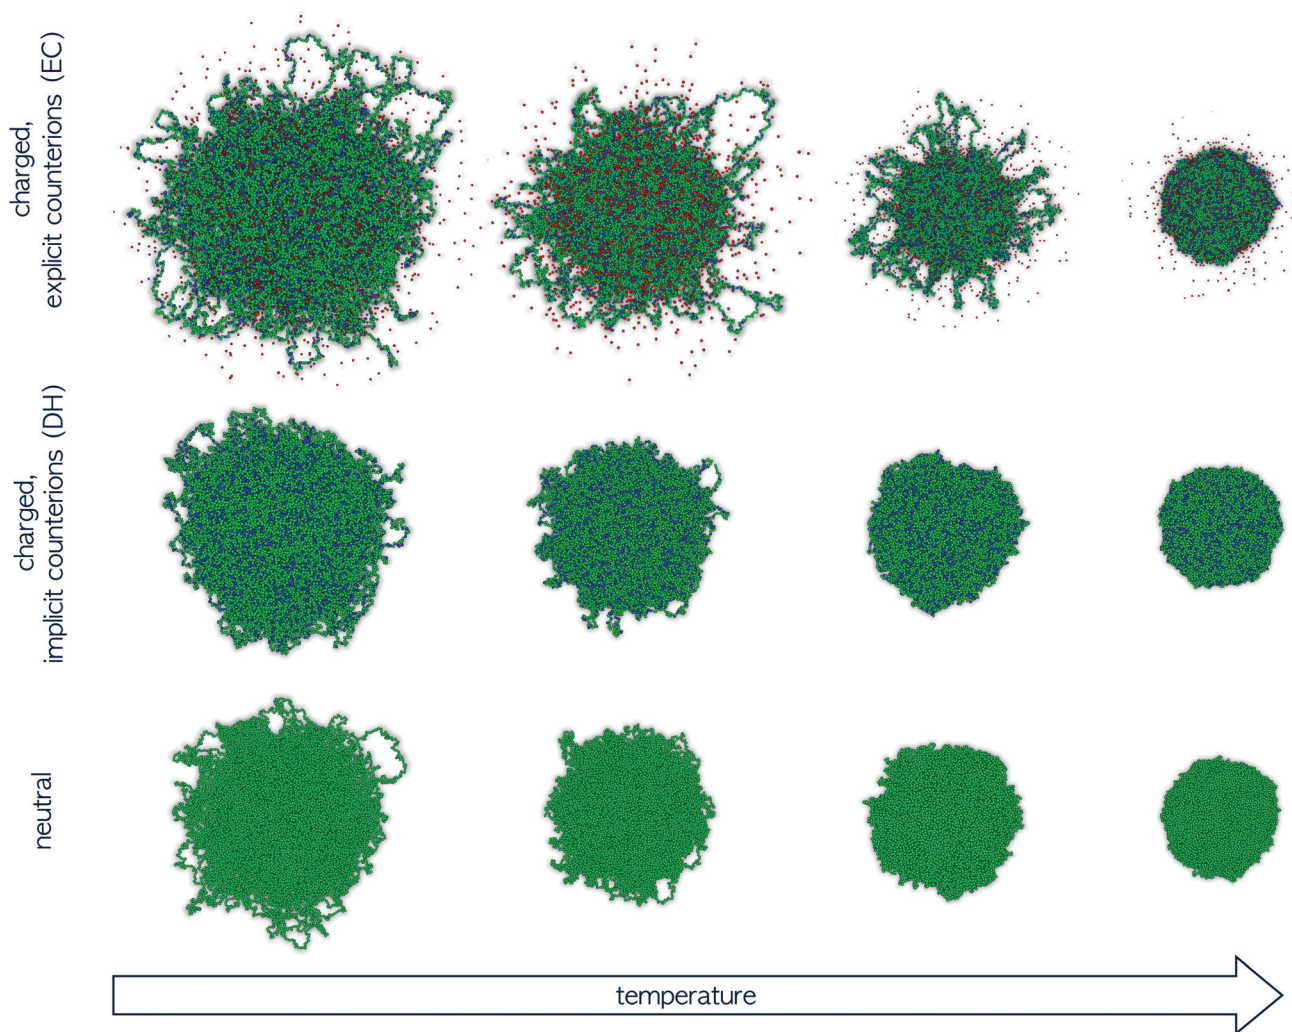 charged,
explicit counterions (EC)
charged,
implicit counterions (DH)
neutral
temperature